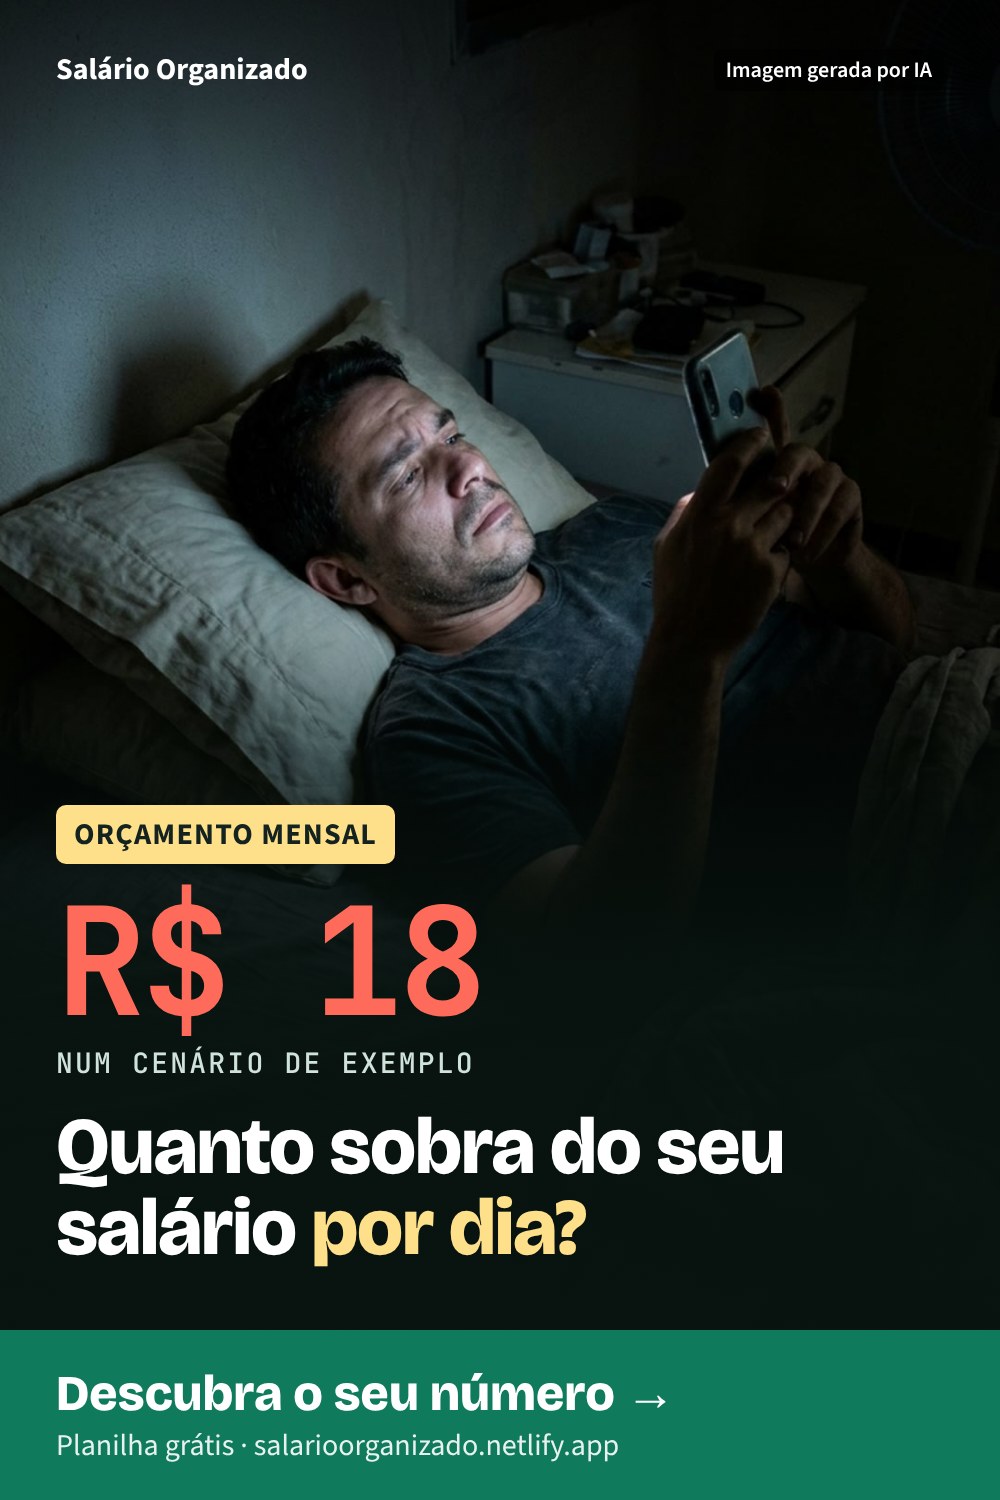 Salário Organizado
Imagem gerada por IA
ORÇAMENTO MENSAL
R$ 18
NUM CENÁRIO DE EXEMPLO
Quanto sobra do seu
salário por dia?
Descubra o seu número →
Planilha grátis · salarioorganizado.netlify.app